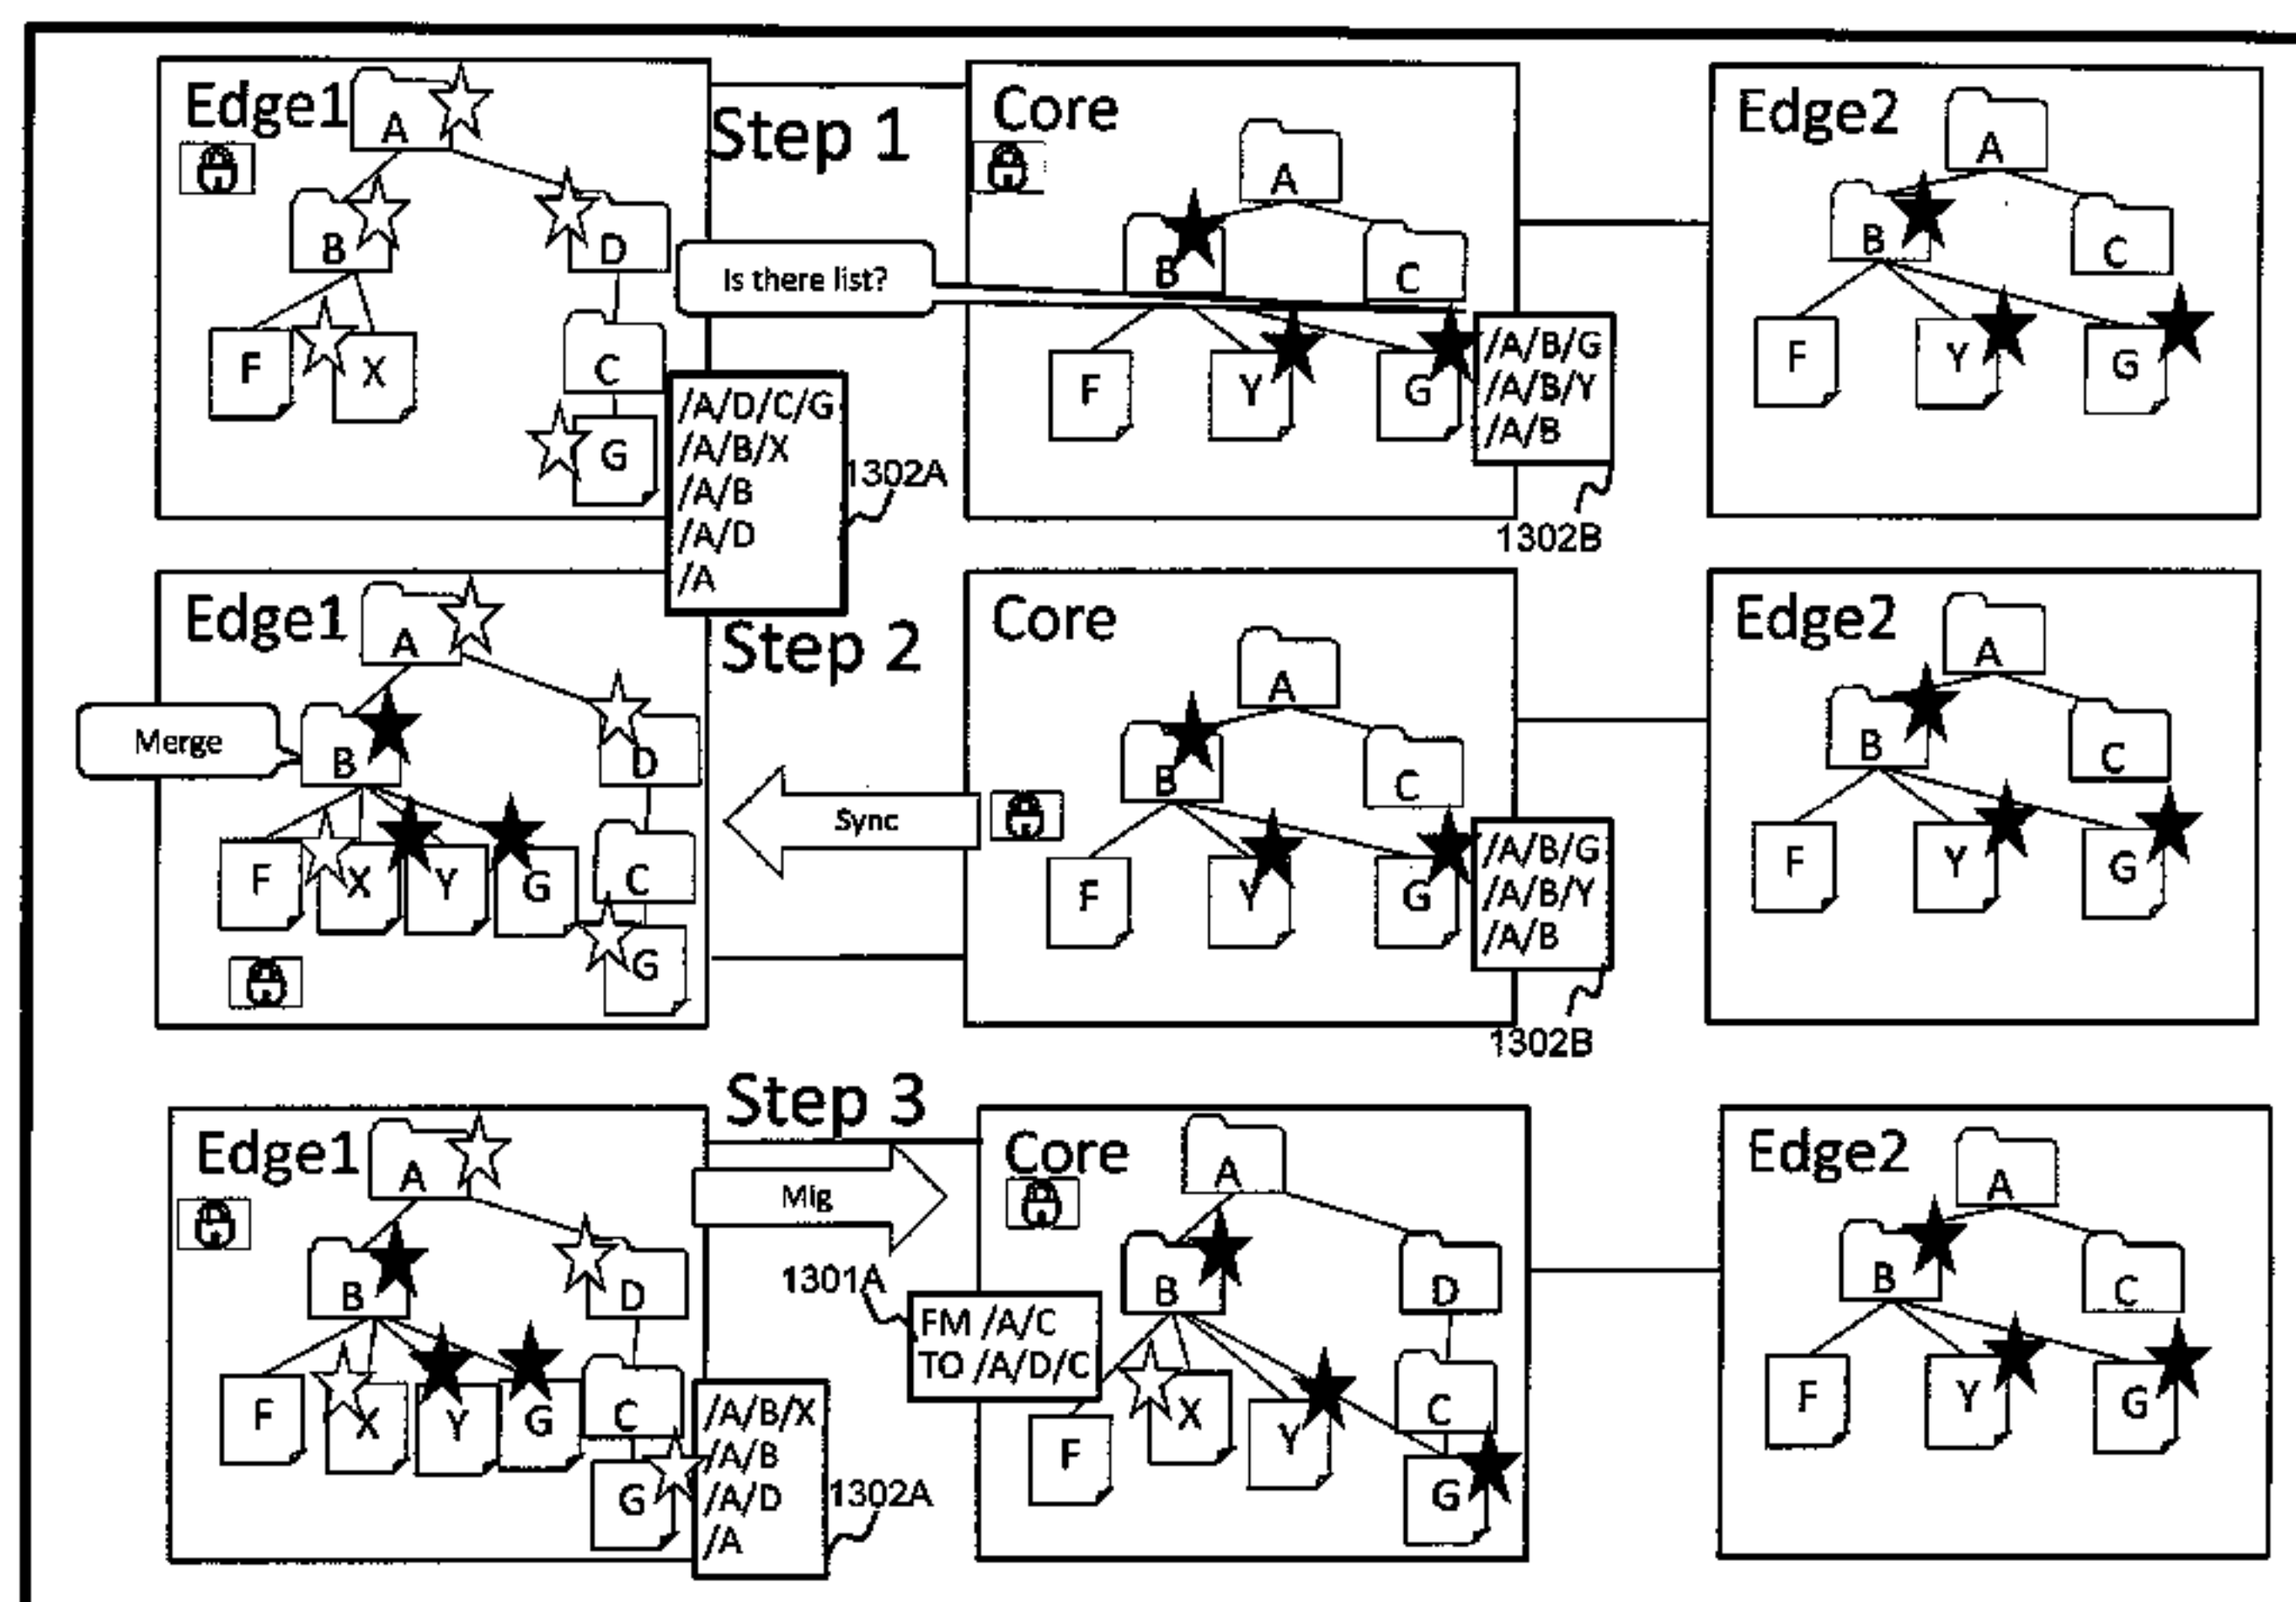 Edge1
A
B
D
F
X
C
G
Step 1
Is there list?
/A/D/C/G
/A/B/X
/A/B
/A/D
/A
1302A
Core
A
B
C
F
Y
G
/A/B/G
/A/B/Y
/A/B
1302B
Edge2
A
B
C
F
Y
G
Edge1
A
Merge
B
D
F
X
Y
G
C
G
Step 2
Sync
Core
A
B
C
F
Y
G
/A/B/G
/A/B/Y
/A/B
1302B
Edge2
A
B
C
F
Y
G
Edge1
A
B
D
F
X
Y
G
C
G
/A/B/X
/A/B
/A/D
/A
1302A
Step 3
Mig
1301A
FM /A/C
TO /A/D/C
Core
A
B
D
F
X
Y
C
G
Edge2
A
B
C
F
Y
G